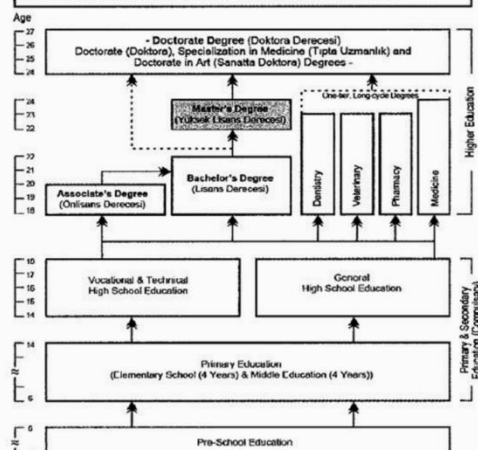 Age
27
26
25
24
- Doctorate Degree (Doktora Derecesi)
Doctorate (Doktora), Specialization in Medicine (Tıpta Uzmanlık) and
Doctorate in Art (Sanatta Doktora) Degrees -
24
23
22
Master's Degree
(Yüksek Lisans Derecesi)
One-tier, Long-cycle Degrees
Dentistry
Veterinary
Pharmacy
Medicine
Higher Education
22
21
20
19
18
Associate's Degree
(Önlisans Derecesi)
Bachelor's Degree
(Lisans Derecesi)
18
17
16
15
14
Vocational & Technical
High School Education
General
High School Education
Primary & Secondary
Education (Compulsory)
14
6
Primary Education
(Elementary School (4 Years) & Middle Education (4 Years))
6
Pre-School Education